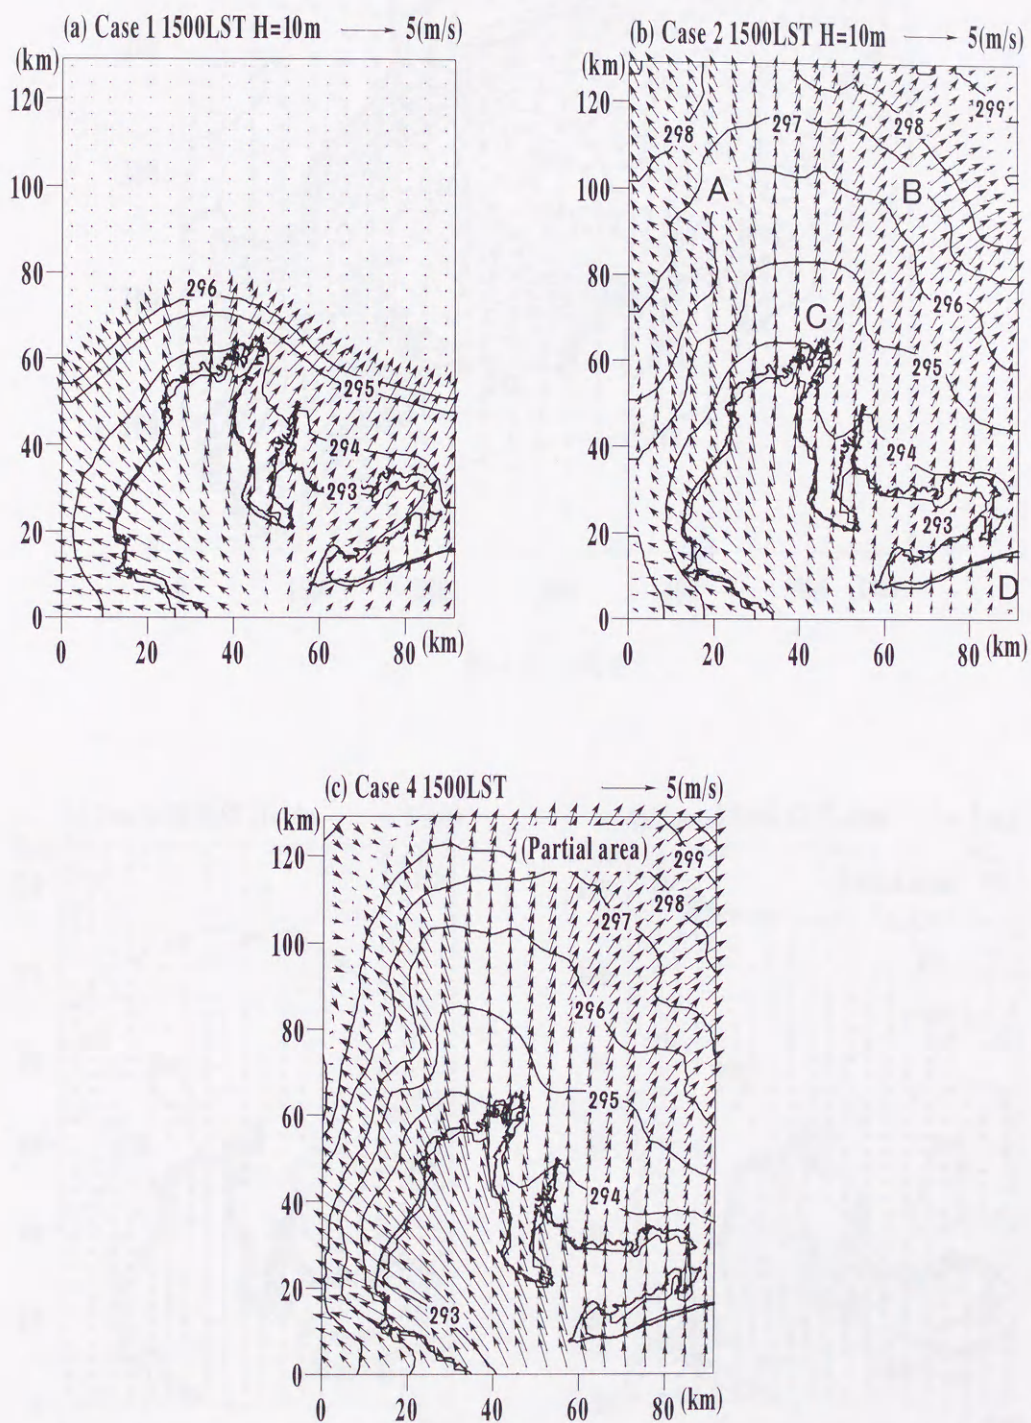 (a) Case 1 1500LST H=10m 5(m/s)
(km)
120
100
80
60
40
20
0
296
295
294
293
0 20 40 60 80 (km)
(b) Case 2 1500LST H=10m 5(m/s)
(km)
120
100
80
60
40
20
0
299
298 297 298
A B
296
C
295
294
293
D
0 20 40 60 80 (km)
(c) Case 4 1500LST 5(m/s)
(km)
120
100
80
60
40
20
0
(Partial area)
299
298
297
296
295
294
293
0 20 40 60 80 (km)